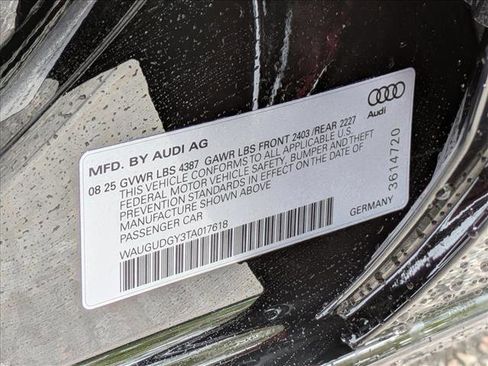 Audi
MFD. BY AUDI AG
08.25 GVWR LBS 4387 GAWR LBS FRONT 2403 /REAR 2227
THIS VEHICLE CONFORMS TO ALL APPLICABLE U.S.
FEDERAL MOTOR VEHICLE SAFETY, BUMPER AND THEFT
PREVENTION STANDARDS IN EFFECT ON THE DATE OF
MANUFACTURE SHOWN ABOVE
PASSENGER CAR
WAUGUDGY3TA017618
GERMANY
3614720